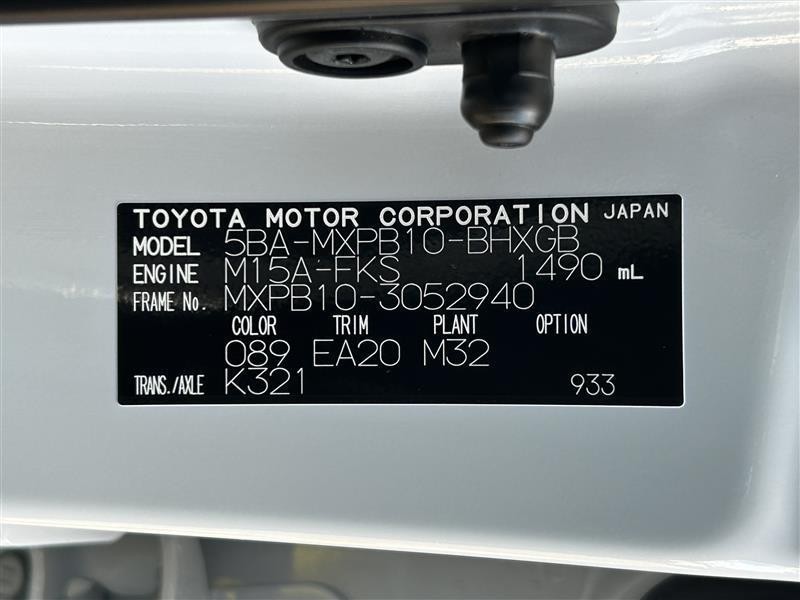 TOYOTA MOTOR CORPORATION JAPAN
MODEL 5BA-MXPB10-BHXGB
ENGINE M15A-FKS 1490 mL
FRAME No. MXPB10-3052940
COLOR TRIM PLANT OPTION
089 EA20 M32
TRANS./AXLE K321 933